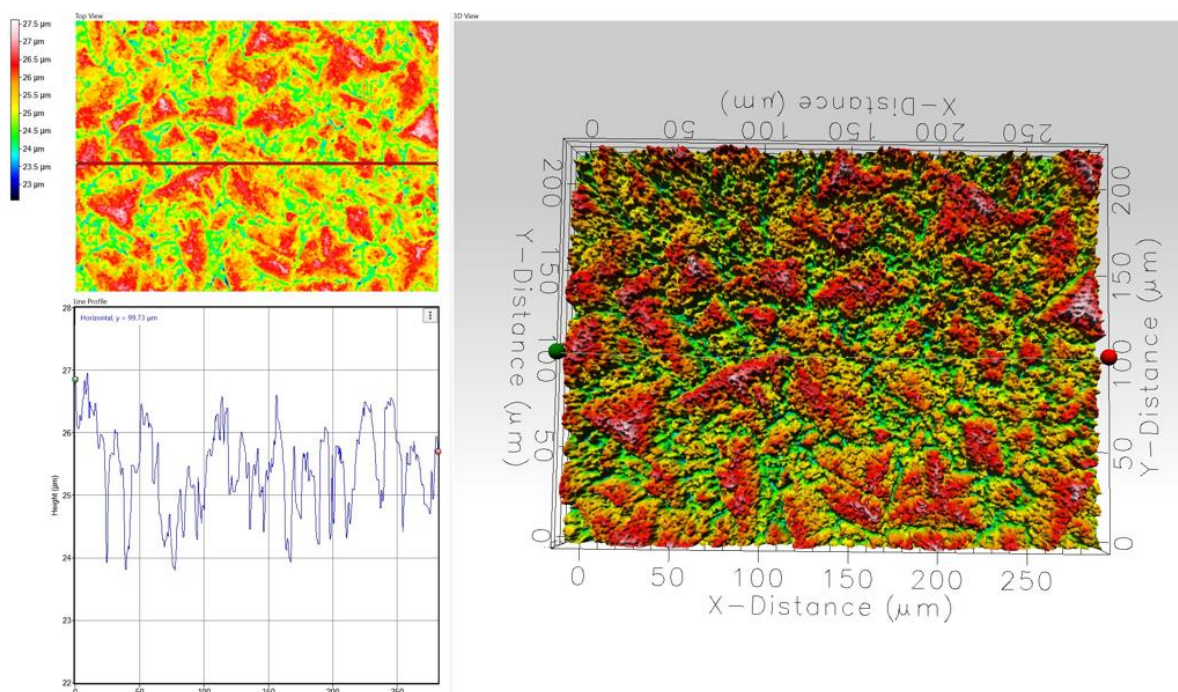 Top View
27.5 µm
27 µm
26.5 µm
26 µm
25.5 µm
25 µm
24.5 µm
24 µm
23.5 µm
23 µm
Line Profile
Horizontal, y = 99.73 µm
28
27
26
25
24
23
22
Height (µm)
0
50
100
150
200
250
3D View
X-Distance (µm)
0
50
100
150
200
250
200
150
100
50
0
Y-Distance (µm)
200
150
100
50
0
Y-Distance (µm)
0
50
100
150
200
250
X-Distance (µm)